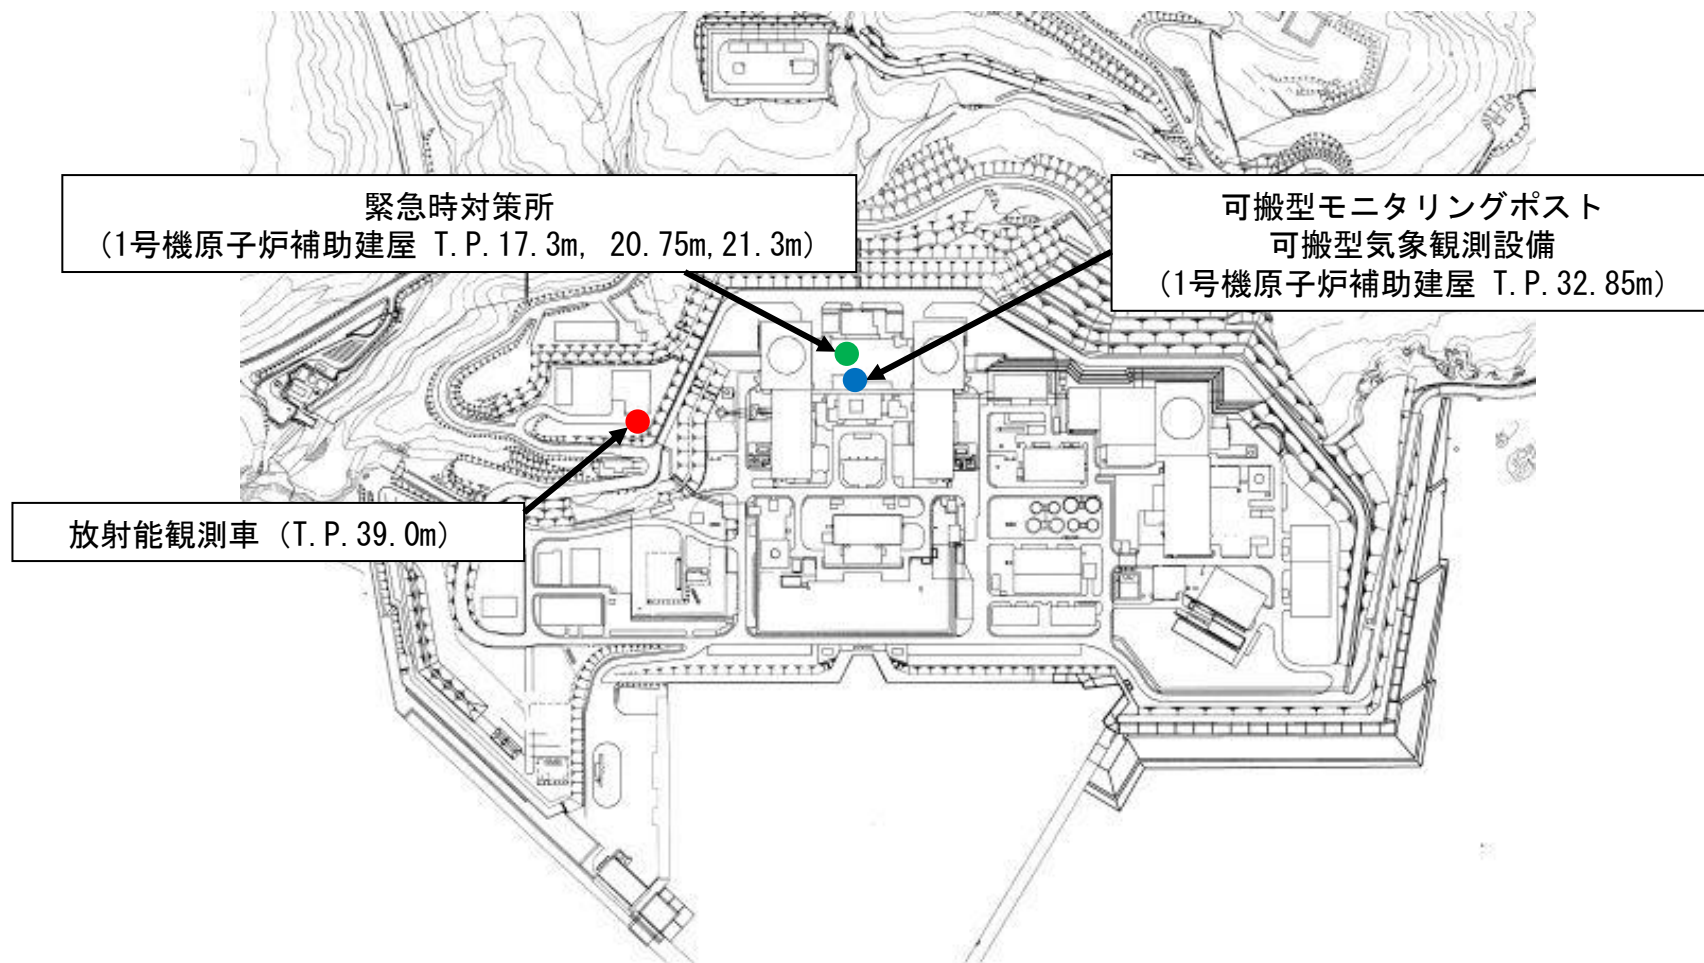 緊急時対策所
(1号機原子炉補助建屋 T.P.17.3m, 20.75m,21.3m)
可搬型モニタリングポスト
可搬型気象観測設備
(1号機原子炉補助建屋 T.P.32.85m)
放射能観測車 (T.P.39.0m)